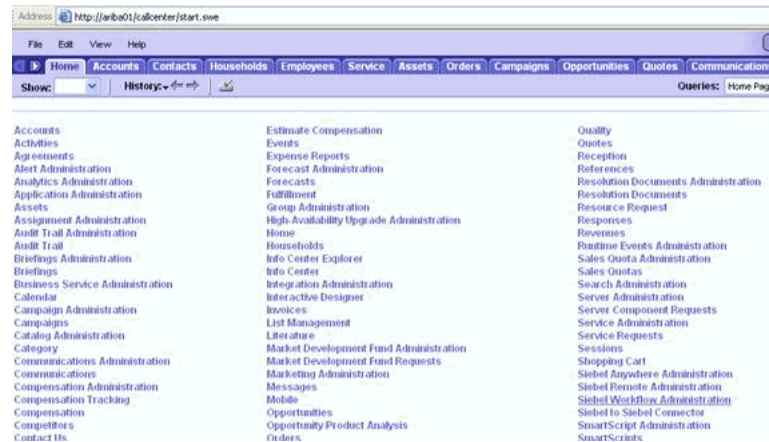 Address http://ariba01/callcenter/start.swe
File Edit View Help
Home Accounts Contacts Households Employees Service Assets Orders Campaigns Opportunities Quotes Communication
Show: History: Queries: Home Pag
Accounts
Activities
Agreements
Alert Administration
Analytics Administration
Application Administration
Assets
Assignment Administration
Audit Trail Administration
Audit Trail
Briefings Administration
Briefings
Business Service Administration
Calendar
Campaign Administration
Campaigns
Catalog Administration
Category
Communications Administration
Communications
Compensation Administration
Compensation Tracking
Compensation
Competitors
Contact Us
Estimate Compensation
Events
Expense Reports
Forecast Administration
Forecasts
Fulfillment
Group Administration
High-Availability Upgrade Administration
Home
Households
Info Center Explorer
Info Center
Integration Administration
Interactive Designer
Invoices
List Management
Literature
Market Development Fund Administration
Market Development Fund Requests
Marketing Administration
Messages
Mobile
Opportunities
Opportunity Product Analysis
Orders
Quality
Quotes
Reception
References
Resolution Documents Administration
Resolution Documents
Resource Request
Responses
Revenues
Runtime Events Administration
Sales Quota Administration
Sales Quotas
Search Administration
Server Administration
Server Component Requests
Service Administration
Service Requests
Sessions
Shopping Cart
Siebel Anywhere Administration
Siebel Remote Administration
Siebel Workflow Administration
Siebel to Siebel Connector
SmartScript Administration
SmartScripts